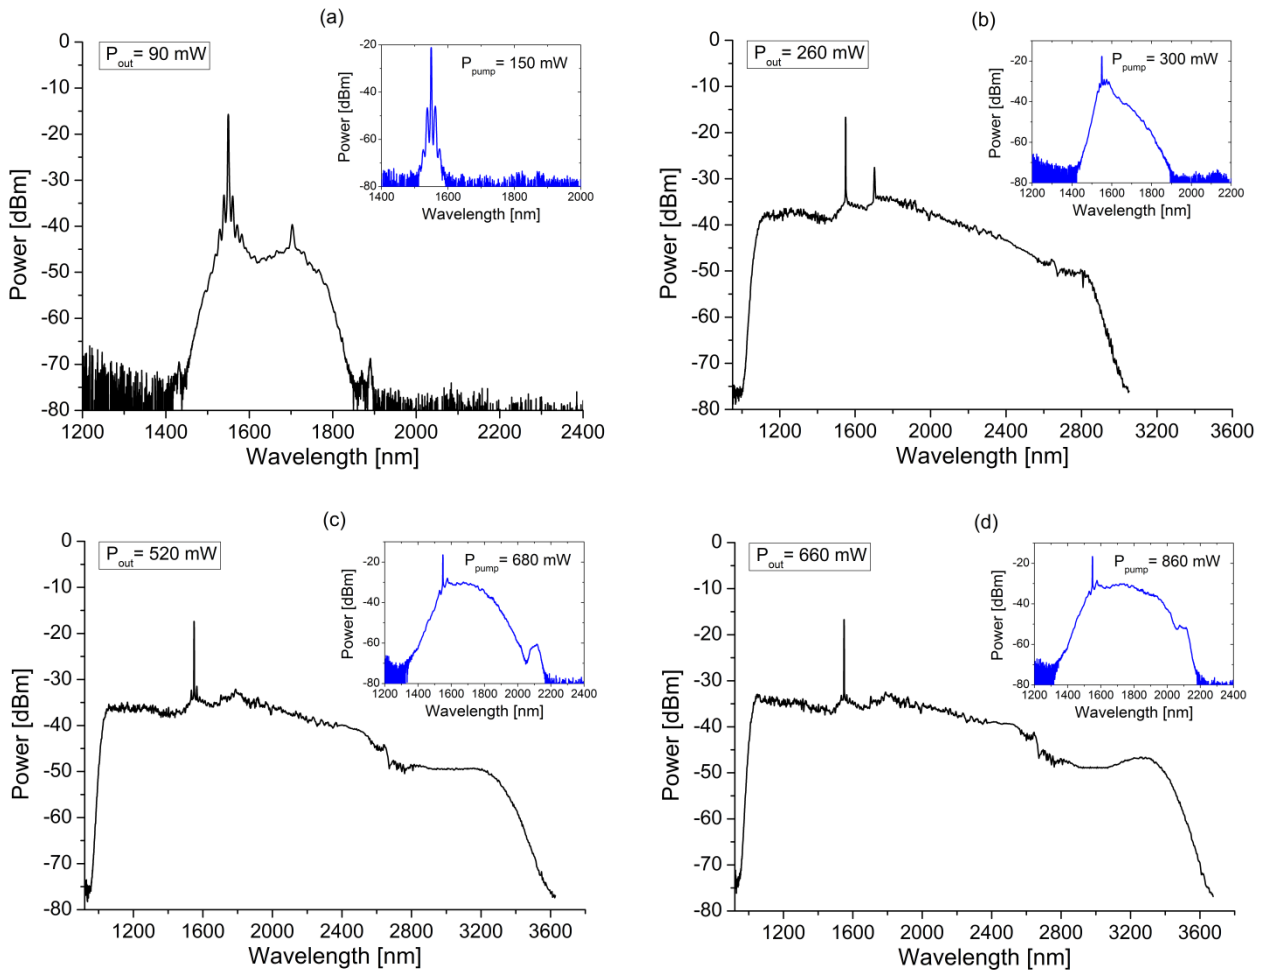 (a)
P_out = 90 mW
P_pump = 150 mW
Power [dBm]
0
-10
-20
-30
-40
-50
-60
-70
-80
1200 1400 1600 1800 2000 2200 2400
Wavelength [nm]
Power [dBm]
-20
-40
-60
-80
1400 1600 1800 2000
Wavelength [nm]
(b)
P_out = 260 mW
P_pump = 300 mW
Power [dBm]
0
-10
-20
-30
-40
-50
-60
-70
-80
1200 1600 2000 2400 2800 3200 3600
Wavelength [nm]
Power [dBm]
-20
-40
-60
-80
1200 1400 1600 1800 2000 2200
Wavelength [nm]
(c)
P_out = 520 mW
P_pump = 680 mW
Power [dBm]
0
-10
-20
-30
-40
-50
-60
-70
-80
1200 1600 2000 2400 2800 3200 3600
Wavelength [nm]
Power [dBm]
-20
-40
-60
-80
1200 1400 1600 1800 2000 2200 2400
Wavelength [nm]
(d)
P_out = 660 mW
P_pump = 860 mW
Power [dBm]
0
-10
-20
-30
-40
-50
-60
-70
-80
1200 1600 2000 2400 2800 3200 3600
Wavelength [nm]
Power [dBm]
-20
-40
-60
-80
1200 1400 1600 1800 2000 2200 2400
Wavelength [nm]